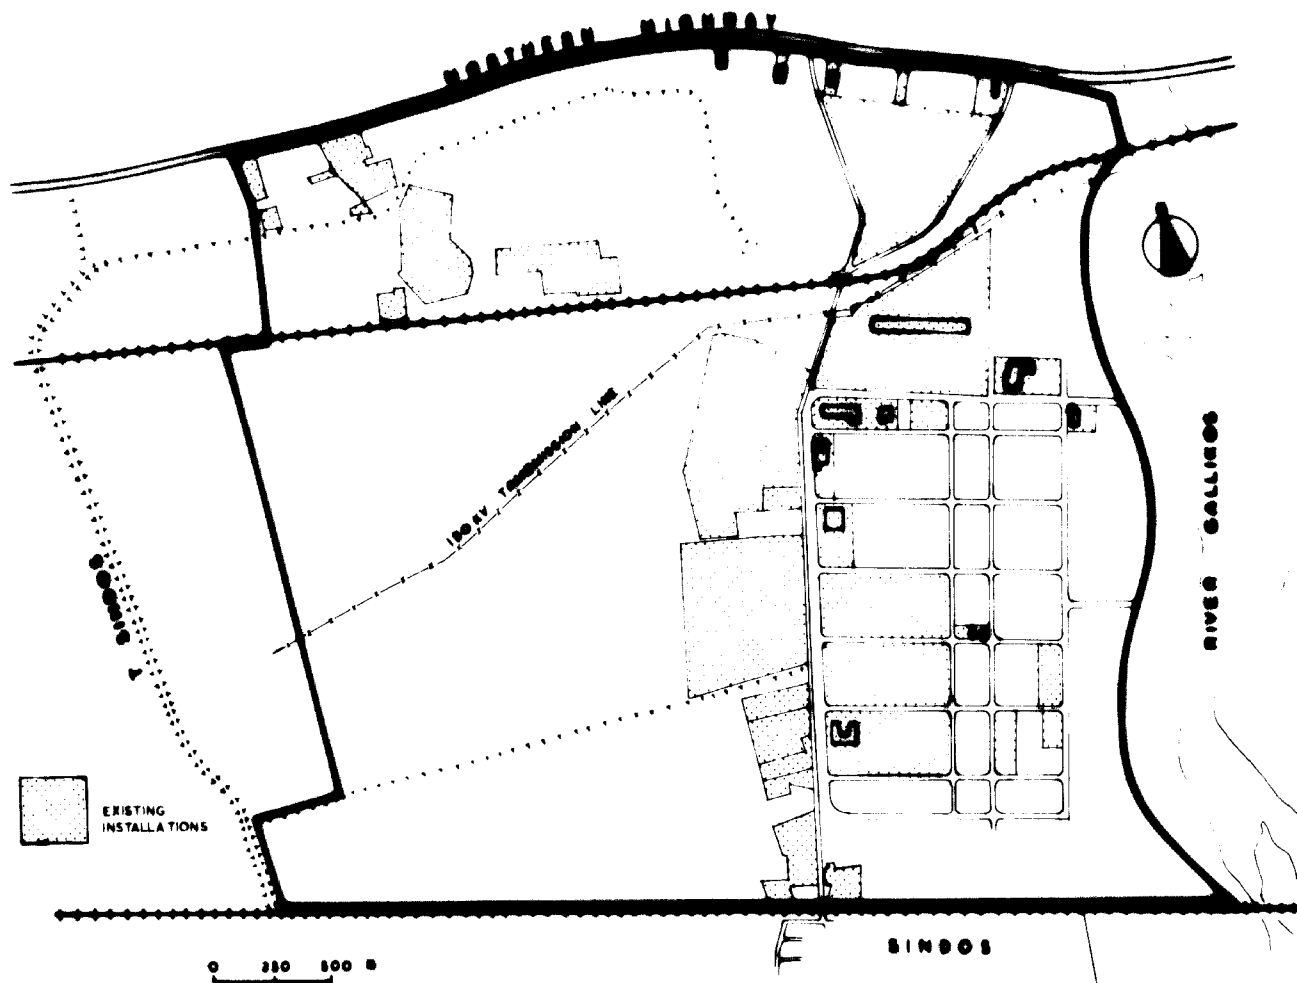 NORTHERN HIGHWAY
150 KV TRANSMISSION LINE
RIVER GALLIKOS
EXISTING
INSTALLATIONS
SINDOS
0 250 500 m